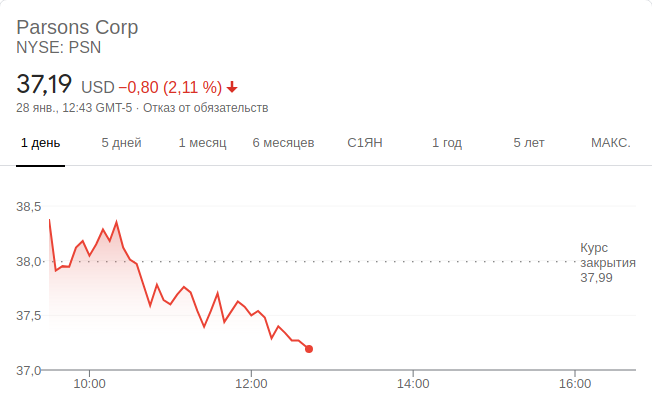 Parsons Corp
NYSE: PSN
37,19 USD −0,80 (2,11 %)
28 янв., 12:43 GMT-5 · Отказ от обязательств
1 день 5 дней 1 месяц 6 месяцев С1ЯН 1 год 5 лет МАКС.
38,5
Курс
38,0 закрытия
37,99
37,5
37,0
10:00 12:00 14:00 16:00